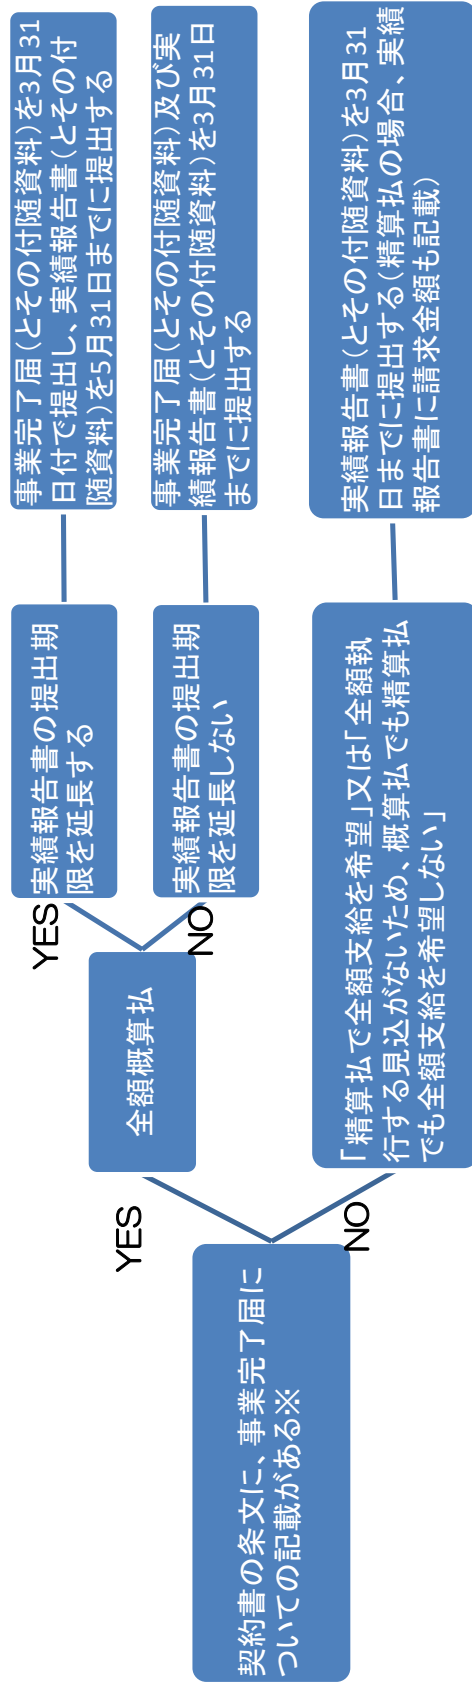 契約書の条文に、事業完了届に
ついての記載がある※
YES
全額概算払
YES
実績報告書の提出期
限を延長する
事業完了届(とその付随資料)を3月31
日付で提出し、実績報告書(とその付
随資料)を5月31日までに提出する
NO
実績報告書の提出期
限を延長しない
事業完了届(とその付随資料)及び実
績報告書(とその付随資料)を3月31日
までに提出する
NO
「精算払で全額支給を希望」又は「全額執
行する見込がないため、概算払でも精算払
でも全額支給を希望しない」
実績報告書(とその付随資料)を3月31
日までに提出する(精算払の場合、実績
報告書に請求金額も記載)